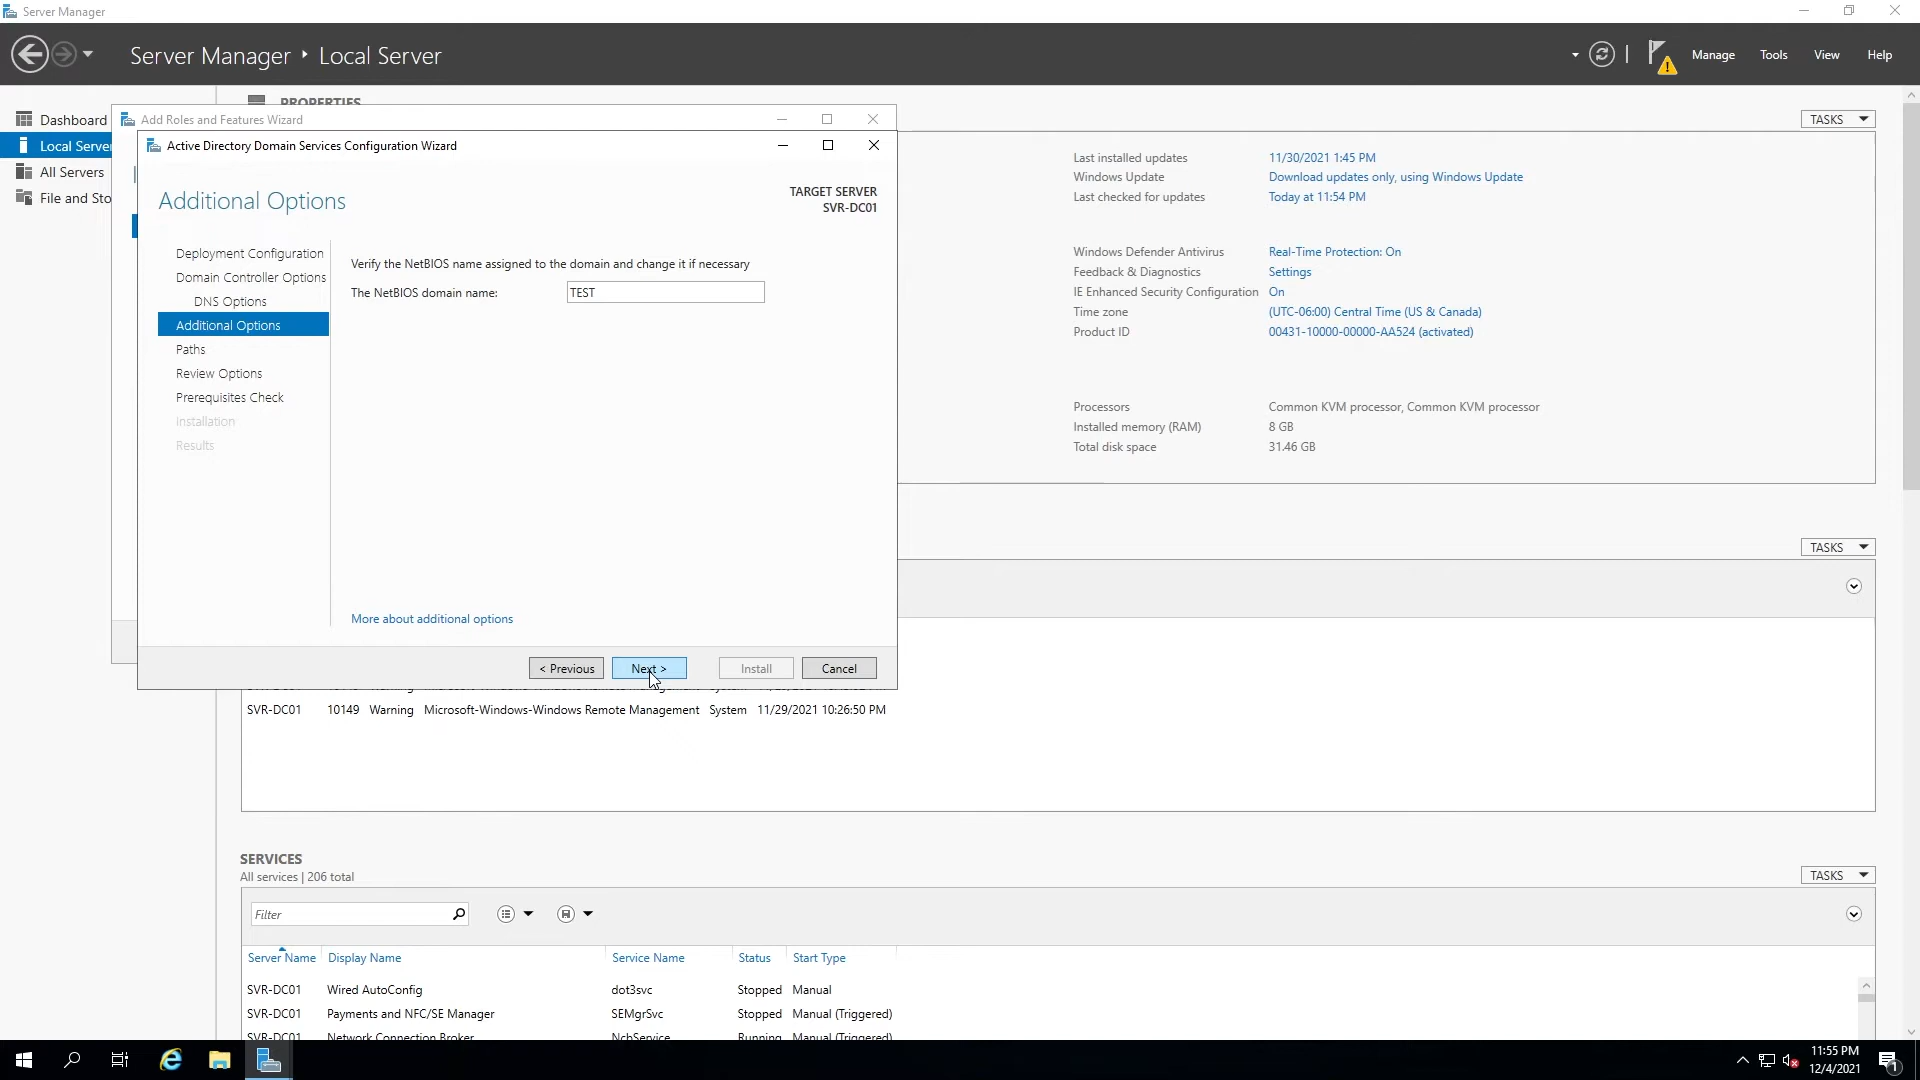 Server Manager
Server Manager ‣ Local Server
Manage
Tools
View
Help
Dashboard
Local Server
All Servers
File and Sto
PROPERTIES
TASKS
Add Roles and Features Wizard
Active Directory Domain Services Configuration Wizard
Additional Options
TARGET SERVER
SVR-DC01
Deployment Configuration
Domain Controller Options
DNS Options
Additional Options
Paths
Review Options
Prerequisites Check
Installation
Results
Verify the NetBIOS name assigned to the domain and change it if necessary
The NetBIOS domain name:
TEST
More about additional options
< Previous
Next >
Install
Cancel
Last installed updates 11/30/2021 1:45 PM
Windows Update Download updates only, using Windows Update
Last checked for updates Today at 11:54 PM
Windows Defender Antivirus Real-Time Protection: On
Feedback & Diagnostics Settings
IE Enhanced Security Configuration On
Time zone (UTC-06:00) Central Time (US & Canada)
Product ID 00431-10000-00000-AA524 (activated)
Processors Common KVM processor, Common KVM processor
Installed memory (RAM) 8 GB
Total disk space 31.46 GB
TASKS
SVR-DC01 10149 Warning Microsoft-Windows-Windows Remote Management System 11/29/2021 10:26:50 PM
SERVICES
All services | 206 total
TASKS
Filter
Server Name Display Name Service Name Status Start Type
SVR-DC01 Wired AutoConfig dot3svc Stopped Manual
SVR-DC01 Payments and NFC/SE Manager SEMgrSvc Stopped Manual (Triggered)
SVR-DC01 Network Connection Broker NcbService Running Manual (Triggered)
11:55 PM
12/4/2021
1